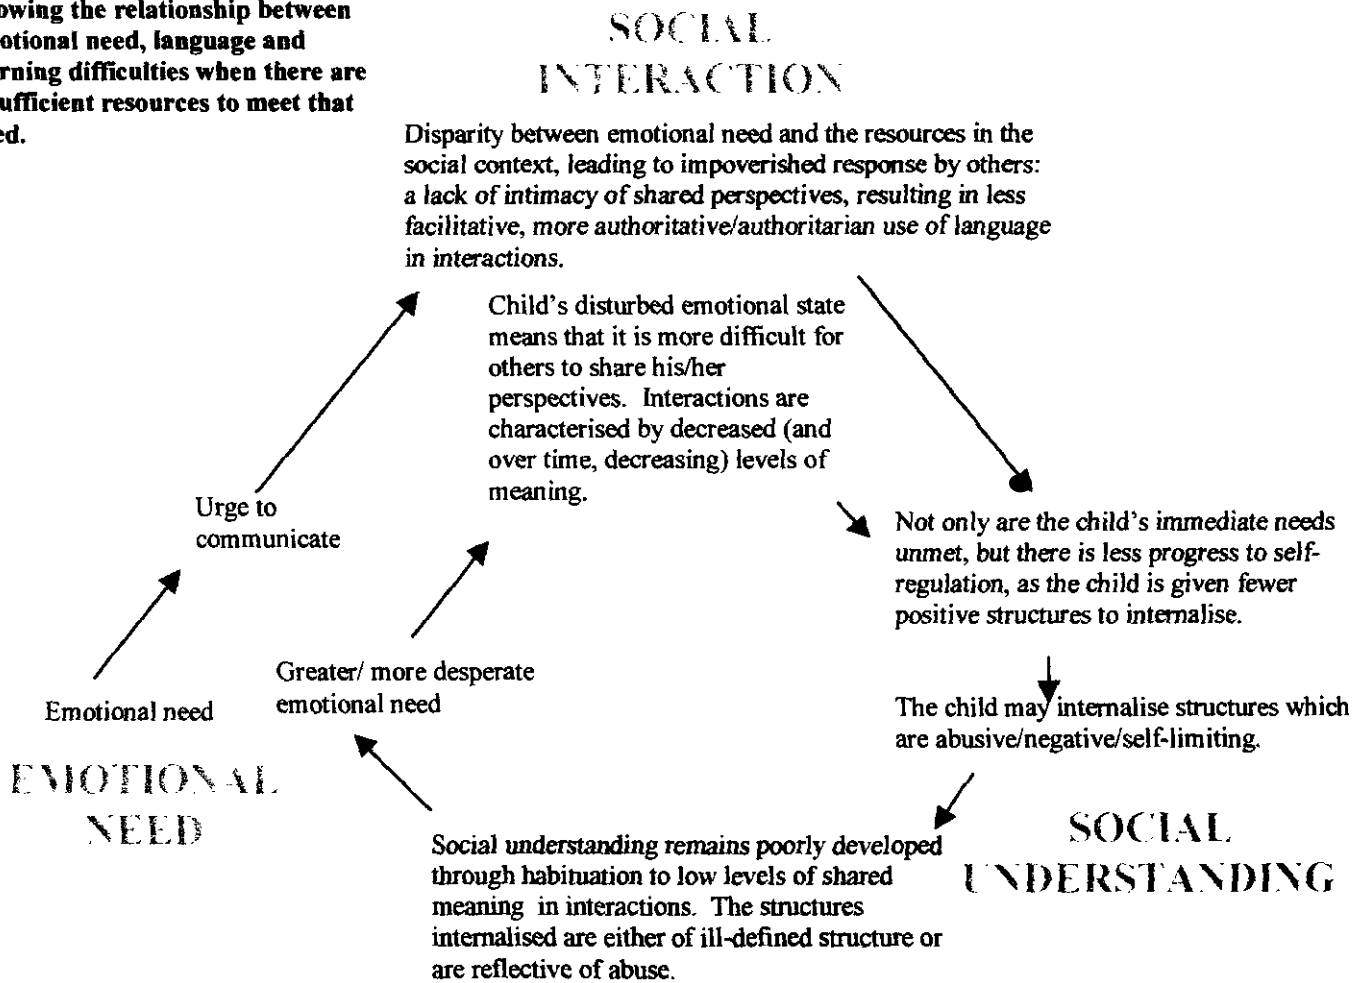 owing the relationship between
otional need, language and
rning difficulties when there are
ufficient resources to meet that
ed.
SOCIAL
INTERACTION
Disparity between emotional need and the resources in the
social context, leading to impoverished response by others:
a lack of intimacy of shared perspectives, resulting in less
facilitative, more authoritative/authoritarian use of language
in interactions.
Child's disturbed emotional state
means that it is more difficult for
others to share his/her
perspectives. Interactions are
characterised by decreased (and
over time, decreasing) levels of
meaning.
Urge to
communicate
Not only are the child's immediate needs
unmet, but there is less progress to self-
regulation, as the child is given fewer
positive structures to internalise.
Greater/ more desperate
emotional need
Emotional need
The child may internalise structures which
are abusive/negative/self-limiting.
EMOTIONAL
NEED
SOCIAL
UNDERSTANDING
Social understanding remains poorly developed
through habituation to low levels of shared
meaning in interactions. The structures
internalised are either of ill-defined structure or
are reflective of abuse.